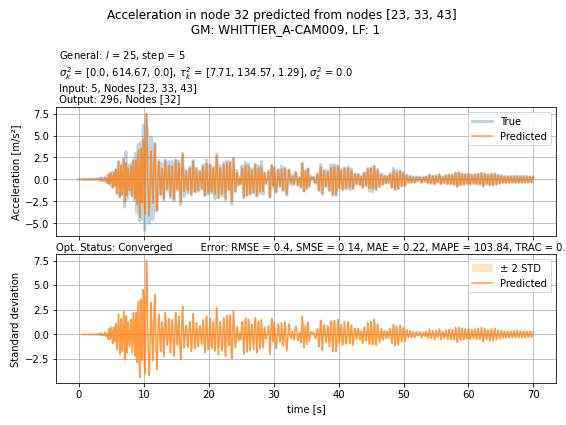 Acceleration in node 32 predicted from nodes [23, 33, 43]
GM: WHITTIER_A-CAM009, LF: 1
General: l = 25, step = 5
σ²ₖ = [0.0, 614.67, 0.0], τ²ₖ = [7.71, 134.57, 1.29], σ²ε = 0.0
Input: 5, Nodes [23, 33, 43]
Output: 296, Nodes [32]
Acceleration [m/s²]
7.5
5.0
2.5
0.0
−2.5
−5.0
True
Predicted
Opt. Status: Converged Error: RMSE = 0.4, SMSE = 0.14, MAE = 0.22, MAPE = 103.84, TRAC = 0.
Standard deviation
7.5
5.0
2.5
0.0
−2.5
± 2 STD
Predicted
0 10 20 30 40 50 60 70
time [s]